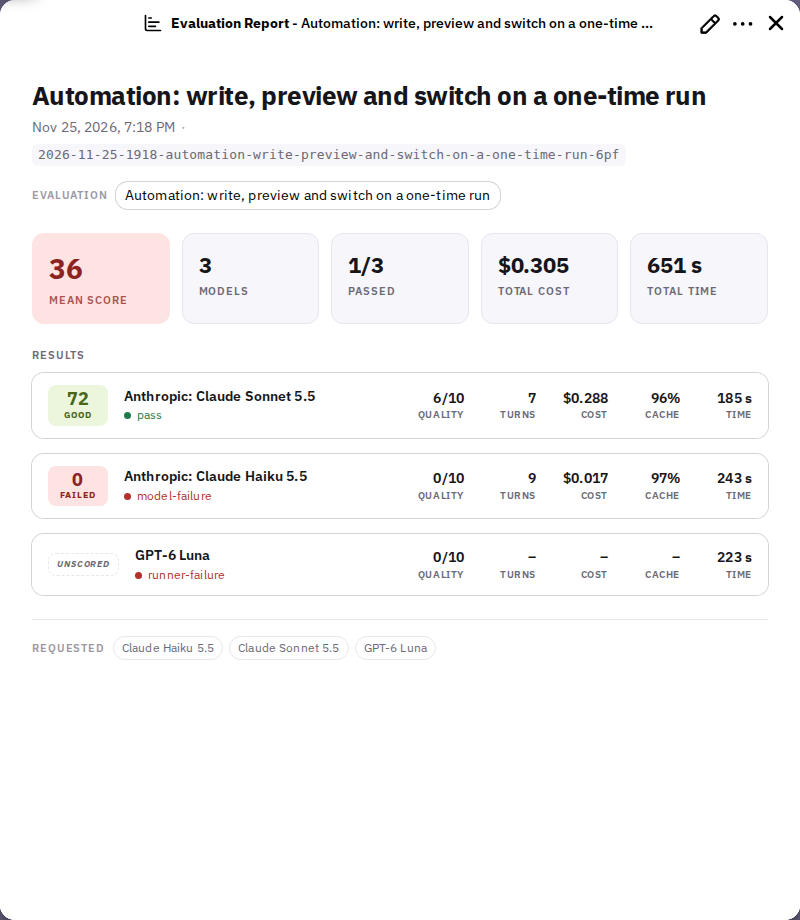 Evaluation Report - Automation: write, preview and switch on a one-time ...
Automation: write, preview and switch on a one-time run
Nov 25, 2026, 7:18 PM ·
2026-11-25-1918-automation-write-preview-and-switch-on-a-one-time-run-6pf
EVALUATION Automation: write, preview and switch on a one-time run
36
MEAN SCORE
3
MODELS
1/3
PASSED
$0.305
TOTAL COST
651 s
TOTAL TIME
RESULTS
72
GOOD
Anthropic: Claude Sonnet 5.5
pass
6/10
QUALITY
7
TURNS
$0.288
COST
96%
CACHE
185 s
TIME
0
FAILED
Anthropic: Claude Haiku 5.5
model-failure
0/10
QUALITY
9
TURNS
$0.017
COST
97%
CACHE
243 s
TIME
UNSCORED
GPT-6 Luna
runner-failure
0/10
QUALITY
–
TURNS
–
COST
–
CACHE
223 s
TIME
REQUESTED Claude Haiku 5.5 Claude Sonnet 5.5 GPT-6 Luna